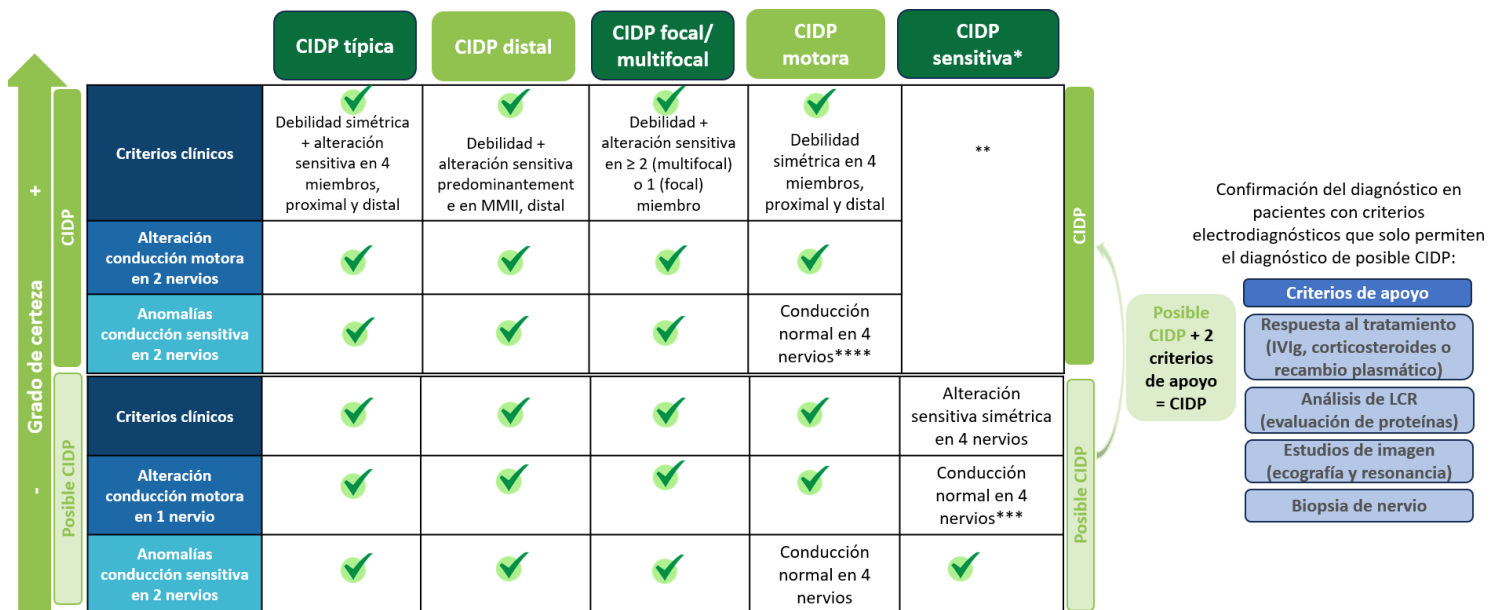 CIDP típica
CIDP distal
CIDP focal/
multifocal
CIDP
motora
CIDP
sensitiva*
Grado de certeza
+
-
CIDP
Posible CIDP
Criterios clínicos
Debilidad simétrica
+ alteración
sensitiva en 4
miembros,
proximal y distal
Debilidad +
alteración sensitiva
predominantement
e en MMII, distal
Debilidad +
alteración sensitiva
en ≥ 2 (multifocal)
o 1 (focal)
miembro
Debilidad
simétrica en 4
miembros,
proximal y distal
**
Alteración
conducción motora
en 2 nervios
Anomalías
conducción sensitiva
en 2 nervios
Conducción
normal en 4
nervios****
Criterios clínicos
Alteración
sensitiva simétrica
en 4 nervios
Alteración
conducción motora
en 1 nervio
Conducción
normal en 4
nervios***
Anomalías
conducción sensitiva
en 2 nervios
Conducción
normal en 4
nervios
CIDP
Posible CIDP
Posible
CIDP + 2
criterios
de apoyo
= CIDP
Confirmación del diagnóstico en
pacientes con criterios
electrodiagnósticos que solo permiten
el diagnóstico de posible CIDP:
Criterios de apoyo
Respuesta al tratamiento
(IVIg, corticosteroides o
recambio plasmático)
Análisis de LCR
(evaluación de proteínas)
Estudios de imagen
(ecografía y resonancia)
Biopsia de nervio